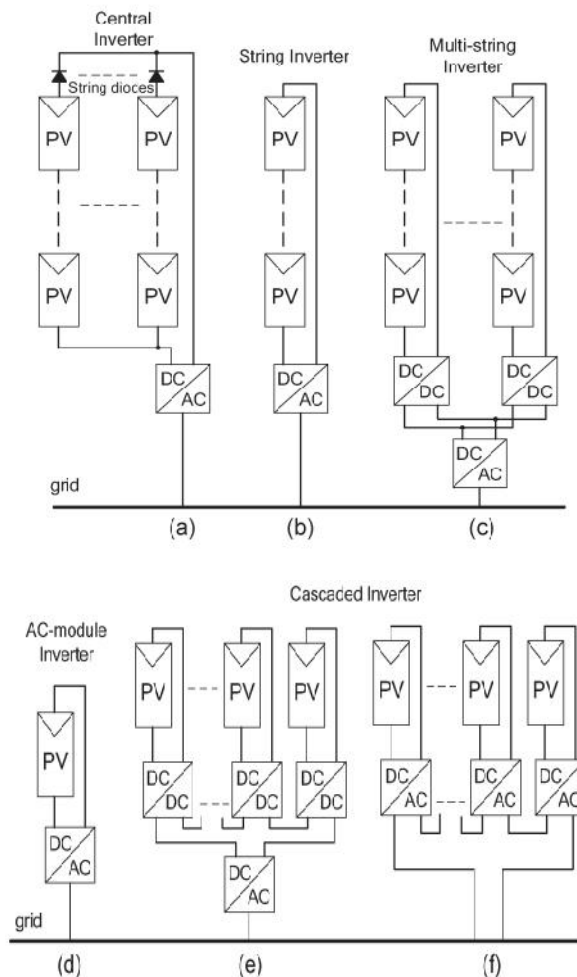 Central
Inverter
String dioces
String Inverter
Multi-string
Inverter
PV
PV
PV
PV
PV
PV
PV
PV
PV
PV
DC
AC
DC
AC
DC
DC
DC
DC
DC
AC
grid
(a)
(b)
(c)
Cascaded Inverter
AC-module
Inverter
PV
PV
PV
PV
PV
PV
PV
DC
AC
DC
DC
DC
DC
DC
DC
DC
AC
DC
AC
DC
AC
DC
AC
grid
(d)
(e)
(f)